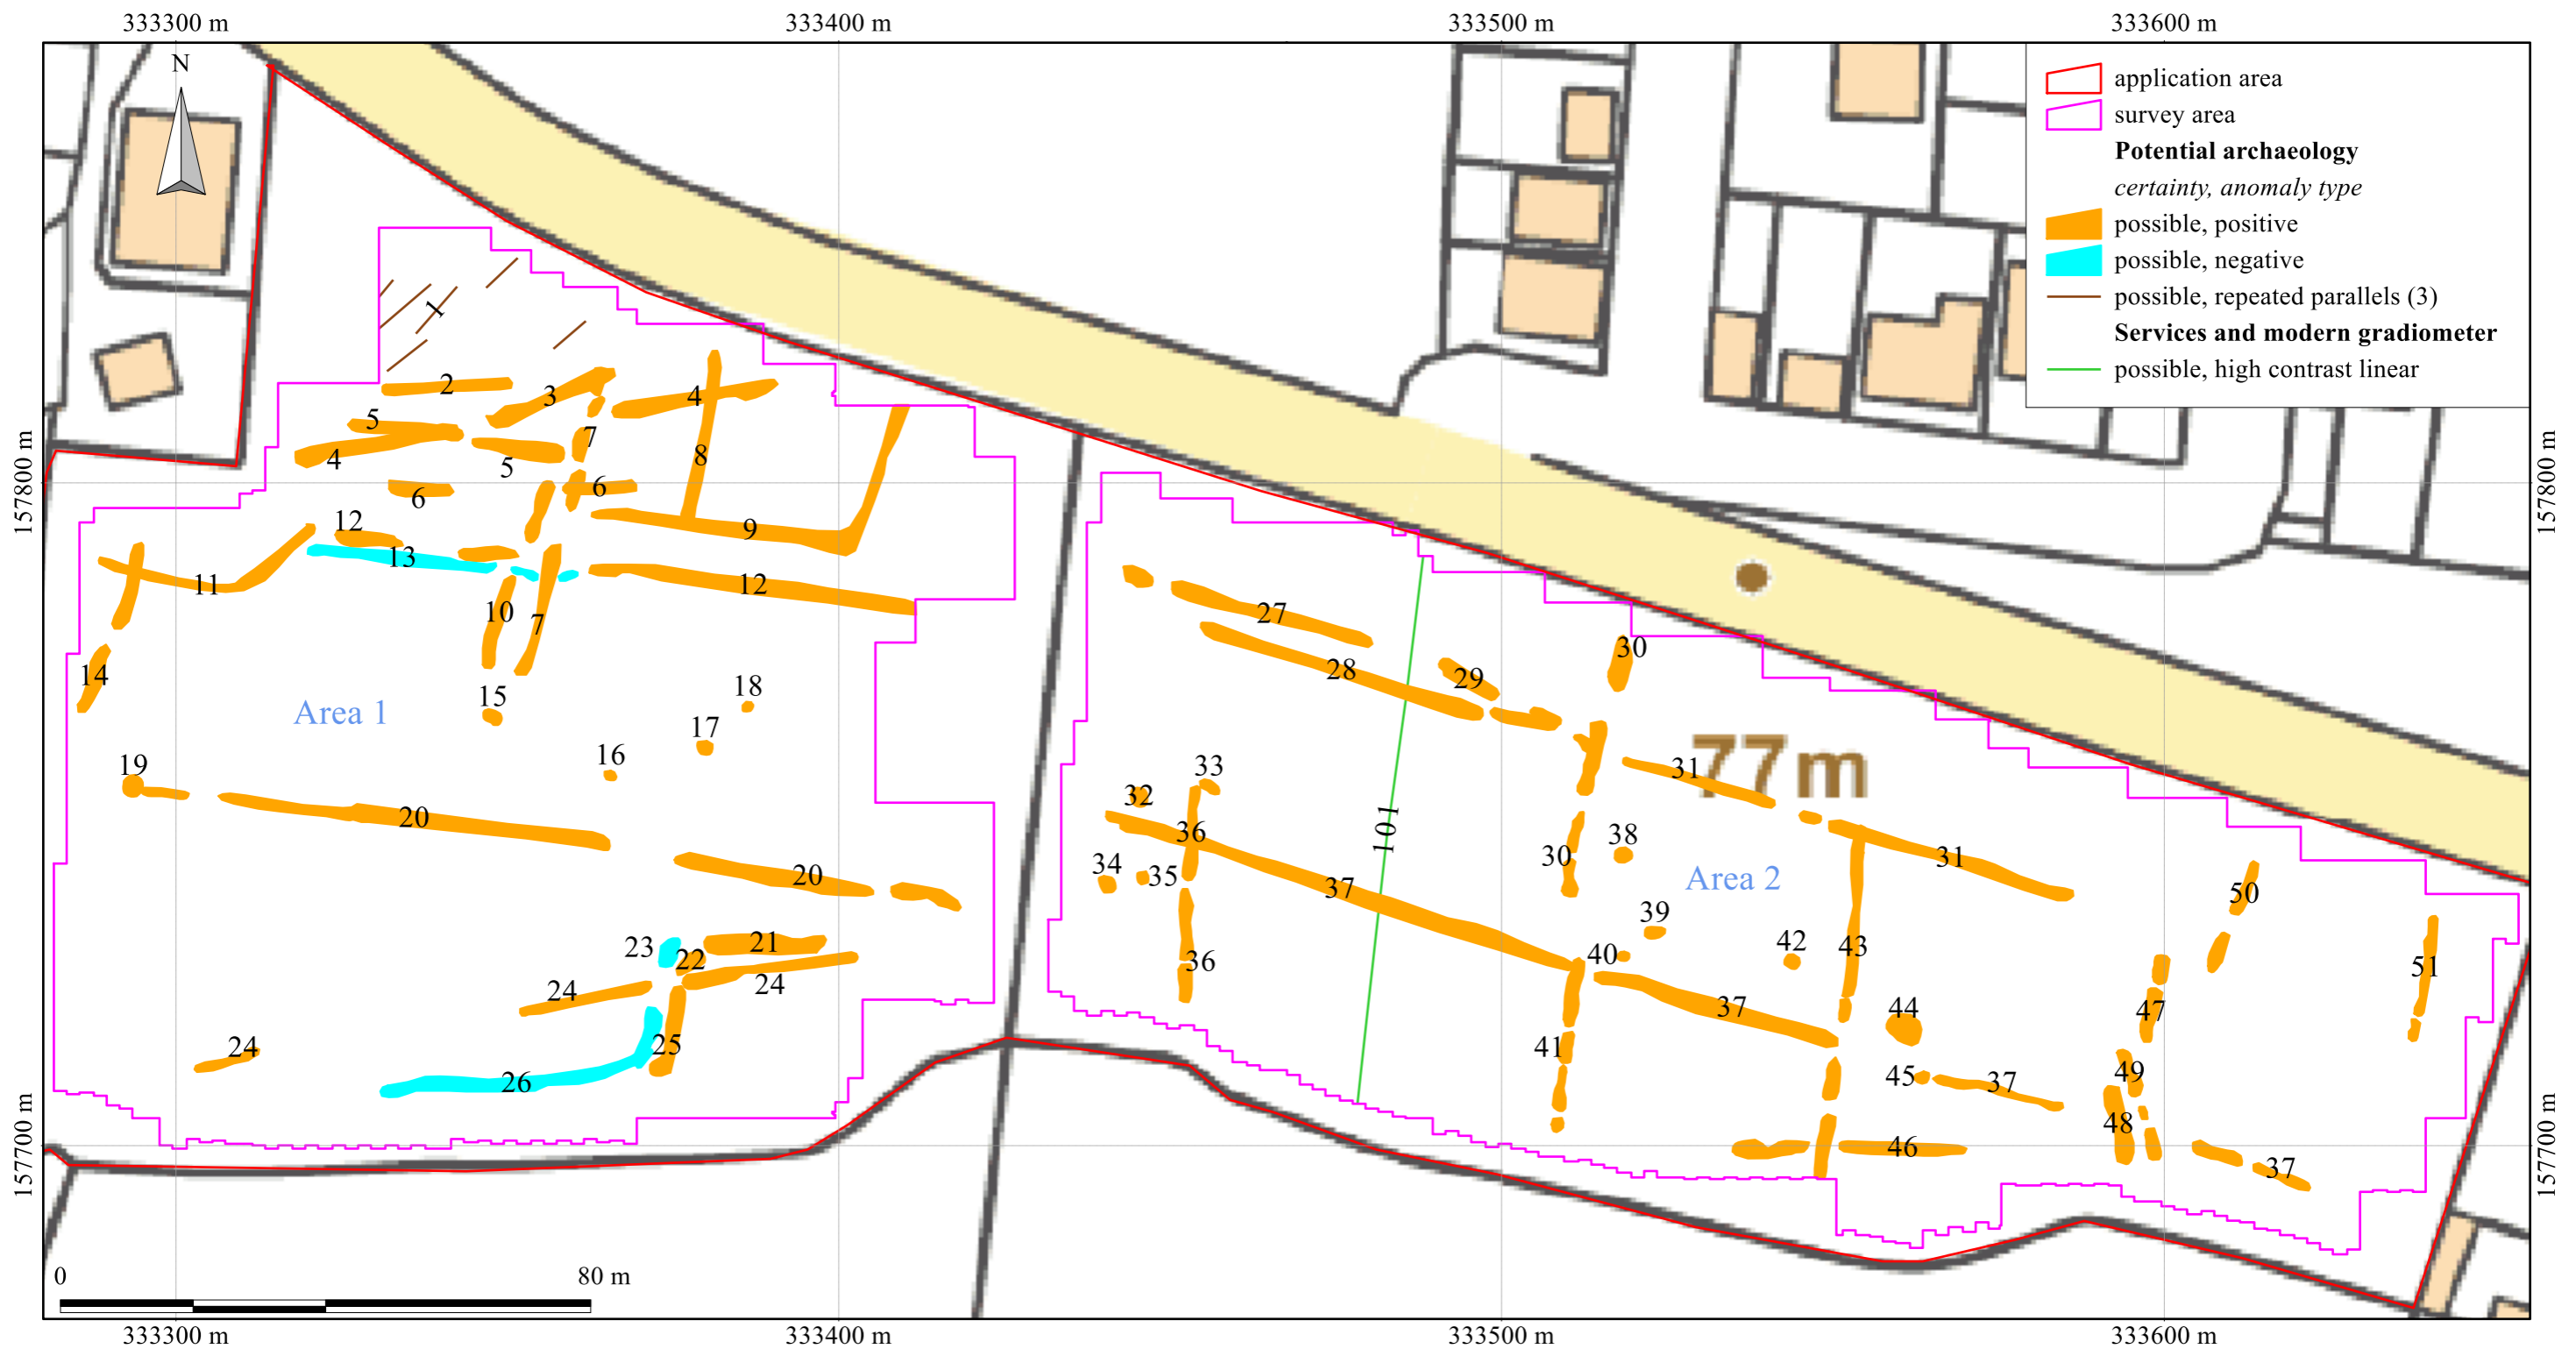 333300 m
333400 m
333500 m
333600 m
N
application area
survey area
Potential archaeology
certainty, anomaly type
possible, positive
possible, negative
possible, repeated parallels (3)
Services and modern gradiometer
possible, high contrast linear
157800 m
157800 m
157700 m
157700 m
1
2
3
4
5
4
5
6
6
7
8
9
12
13
11
10
7
12
14
15
18
17
16
Area 1
19
20
20
21
23
22
24
24
24
25
26
27
28
29
30
31
77m
32
33
36
34
35
37
101
30
38
Area 2
31
39
40
42
43
36
41
37
44
45
37
46
47
49
48
50
51
37
0
80 m
333300 m
333400 m
333500 m
333600 m